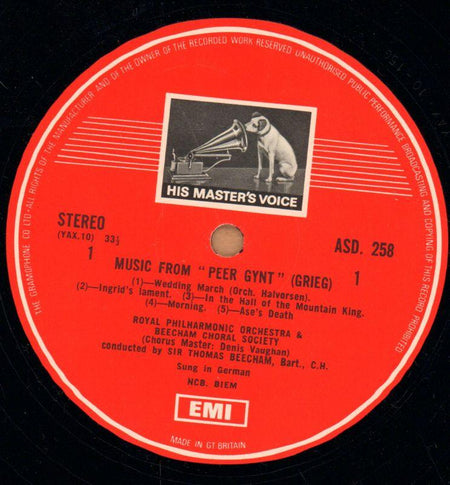 THE GRAMOPHONE CO LTD-ALL RIGHTS OF THE MANUFACTURER AND OF THE OWNER OF THE RECORDED WORK RESERVED UNAUTHORISED PUBLIC PERFORMANCE BROADCASTING AND COPYING OF THIS RECORD PROHIBITED
HIS MASTER'S VOICE
STEREO
(YAX.10) 33⅓
1
ASD. 258
1
MUSIC FROM "PEER GYNT" (GRIEG)
(1)—Wedding March (Orch. Halvorsen).
(2)—Ingrid's lament. (3)—In the Hall of the Mountain King.
(4)—Morning. (5)—Ase's Death
ROYAL PHILHARMONIC ORCHESTRA &
BEECHAM CHORAL SOCIETY
(Chorus Master: Denis Vaughan)
conducted by SIR THOMAS BEECHAM, Bart., C.H.
Sung in German
NCB. BIEM
EMI
MADE IN GT BRITAIN